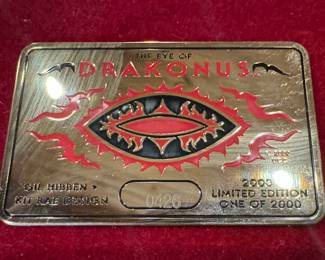 THE EYE OF
DRAKONUS
GIL HIBBEN •
KIT RAE DESIGN
0426
2000
LIMITED EDITION
ONE OF 2000